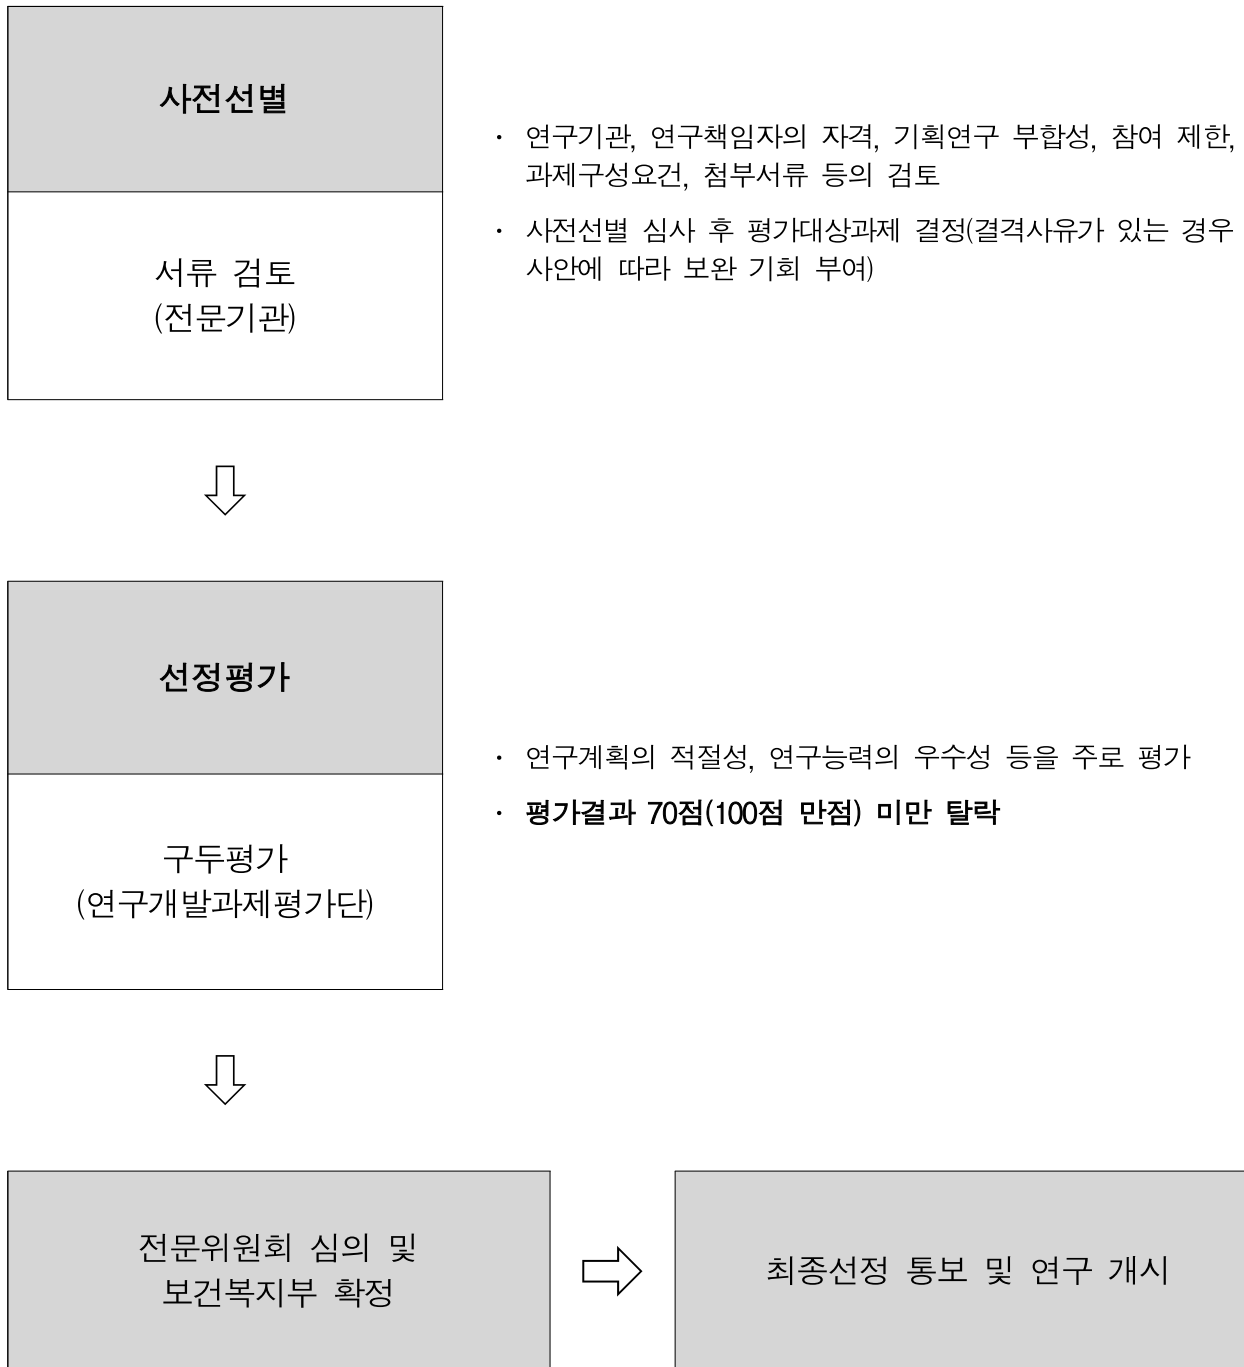 사전선별
서류 검토
(전문기관)
· 연구기관, 연구책임자의 자격, 기획연구 부합성, 참여 제한,
과제구성요건, 첨부서류 등의 검토
· 사전선별 심사 후 평가대상과제 결정(결격사유가 있는 경우
사안에 따라 보완 기회 부여)
선정평가
구두평가
(연구개발과제평가단)
· 연구계획의 적절성, 연구능력의 우수성 등을 주로 평가
· 평가결과 70점(100점 만점) 미만 탈락
전문위원회 심의 및
보건복지부 확정
최종선정 통보 및 연구 개시